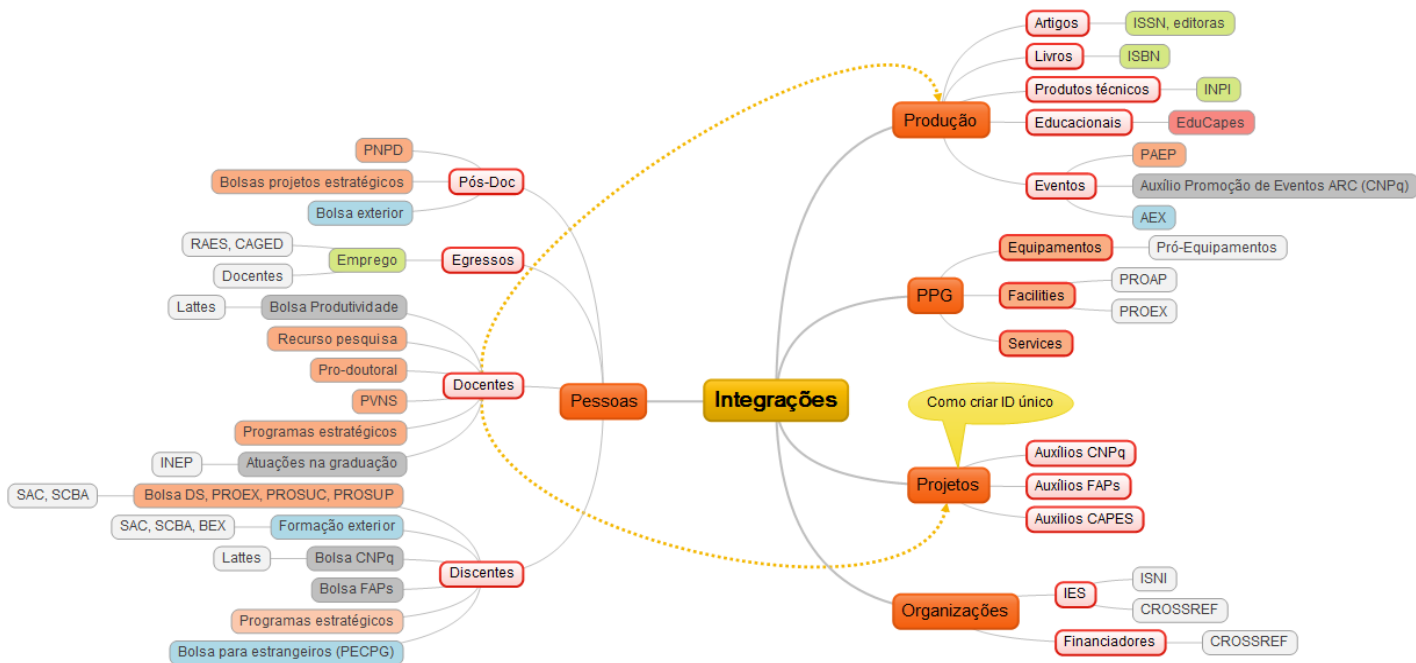 Integrações
Produção
Artigos
ISSN, editoras
Livros
ISBN
Produtos técnicos
INPI
Educacionais
EduCapes
Eventos
PAEP
Auxílio Promoção de Eventos ARC (CNPq)
AEX
PPG
Equipamentos
Pró-Equipamentos
Facilities
PROAP
PROEX
Services
Como criar ID único
Projetos
Auxílios CNPq
Auxílios FAPs
Auxilios CAPES
Organizações
IES
ISNI
CROSSREF
Financiadores
CROSSREF
Pessoas
Pós-Doc
PNPD
Bolsas projetos estratégicos
Bolsa exterior
Egressos
Emprego
RAES, CAGED
Docentes
Docentes
Bolsa Produtividade
Lattes
Recurso pesquisa
Pro-doutoral
PVNS
Programas estratégicos
Atuações na graduação
INEP
Discentes
Bolsa DS, PROEX, PROSUC, PROSUP
SAC, SCBA
Formação exterior
SAC, SCBA, BEX
Bolsa CNPq
Lattes
Bolsa FAPs
Programas estratégicos
Bolsa para estrangeiros (PECPG)